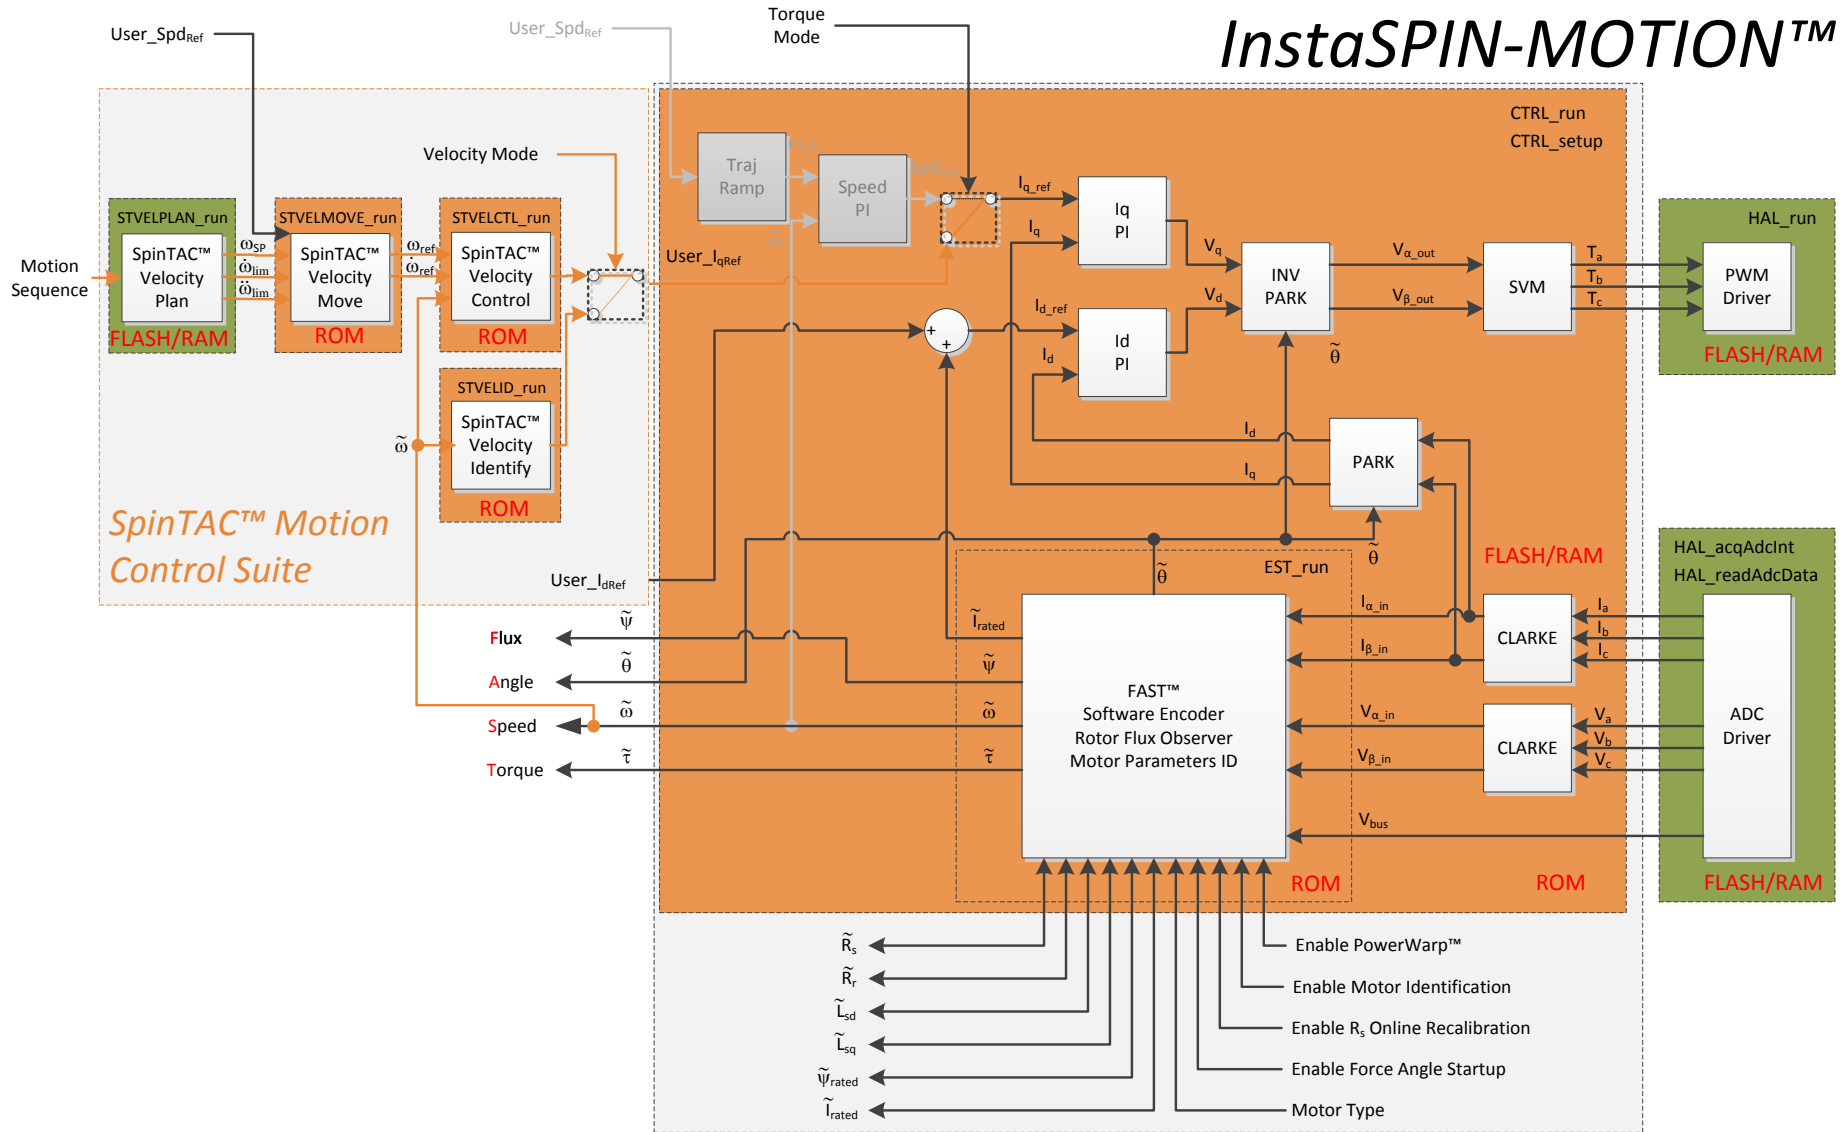 InstaSPIN-MOTION™
User_SpdRef
User_SpdRef
Torque
Mode
CTRL_run
CTRL_setup
Velocity Mode
Traj
Ramp
Speed
PI
STVELPLAN_run
SpinTAC™
Velocity
Plan
FLASH/RAM
Motion
Sequence
ωSP
ω̇lim
ω̈lim
STVELMOVE_run
SpinTAC™
Velocity
Move
ROM
ωref
ω̇ref
STVELCTL_run
SpinTAC™
Velocity
Control
ROM
STVELID_run
SpinTAC™
Velocity
Identify
ROM
ω̃
SpinTAC™ Motion
Control Suite
User_IqRef
User_IdRef
Iq_ref
Iq
Iq
PI
Vq
Id_ref
Id
Id
PI
Vd
+
+
INV
PARK
Vα_out
Vβ_out
θ̃
SVM
Ta
Tb
Tc
HAL_run
PWM
Driver
FLASH/RAM
Id
Iq
PARK
θ̃
FLASH/RAM
EST_run
θ̃
Ĩrated
ψ̃
ω̃
τ̃
FAST™
Software Encoder
Rotor Flux Observer
Motor Parameters ID
ROM
Iα_in
Iβ_in
Vα_in
Vβ_in
Vbus
CLARKE
CLARKE
ROM
Ia
Ib
Ic
Va
Vb
Vc
HAL_acqAdcInt
HAL_readAdcData
ADC
Driver
FLASH/RAM
Flux
ψ̃
Angle
θ̃
Speed
ω̃
Torque
τ̃
R̃s
R̃r
L̃sd
L̃sq
ψ̃rated
Ĩrated
Enable PowerWarp™
Enable Motor Identification
Enable Rs Online Recalibration
Enable Force Angle Startup
Motor Type